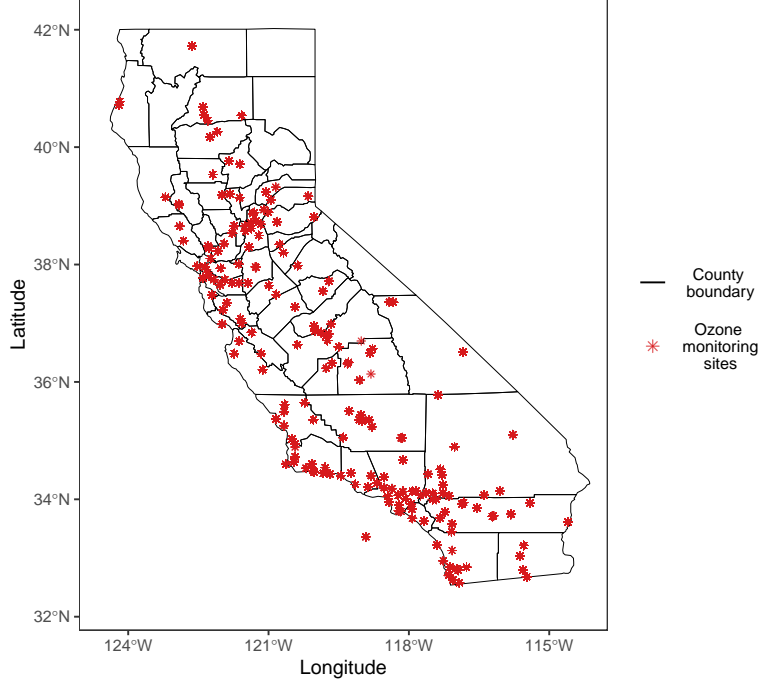 42°N
40°N
38°N
36°N
34°N
32°N
Latitude
124°W
121°W
118°W
115°W
Longitude
County
boundary
Ozone
monitoring
sites